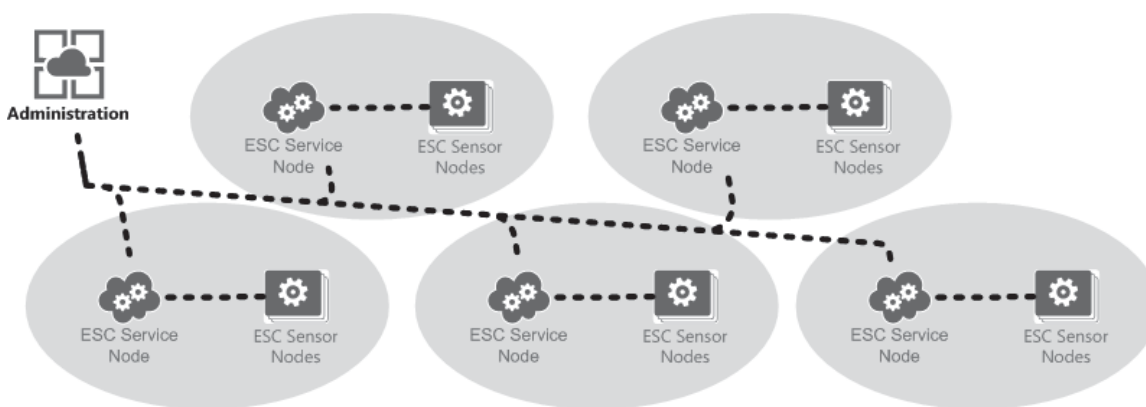 Administration
ESC Service
Node
ESC Sensor
Nodes
ESC Service
Node
ESC Sensor
Nodes
ESC Service
Node
ESC Sensor
Nodes
ESC Service
Node
ESC Sensor
Nodes
ESC Service
Node
ESC Sensor
Nodes